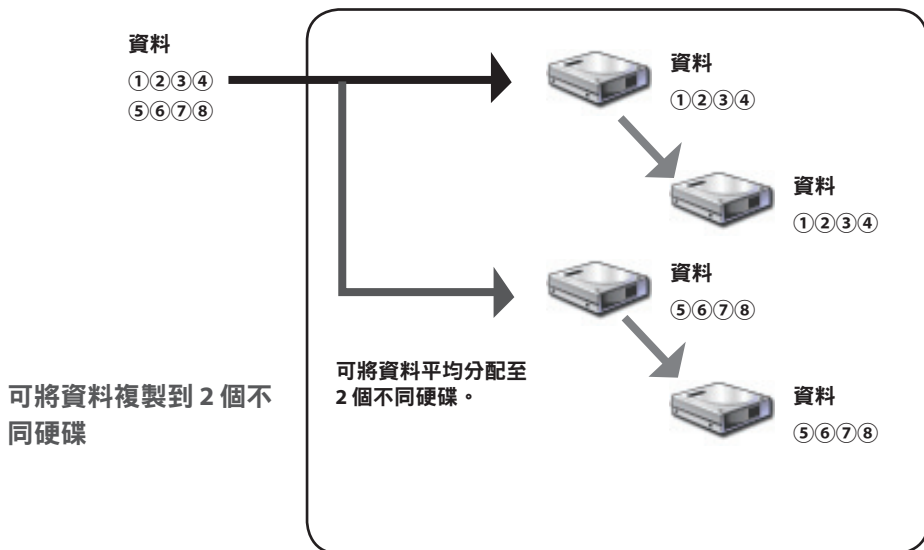 資料
①②③④
⑤⑥⑦⑧
資料
①②③④
資料
①②③④
資料
⑤⑥⑦⑧
可將資料平均分配至
2 個不同硬碟。
資料
⑤⑥⑦⑧
可將資料複製到 2 個不
同硬碟